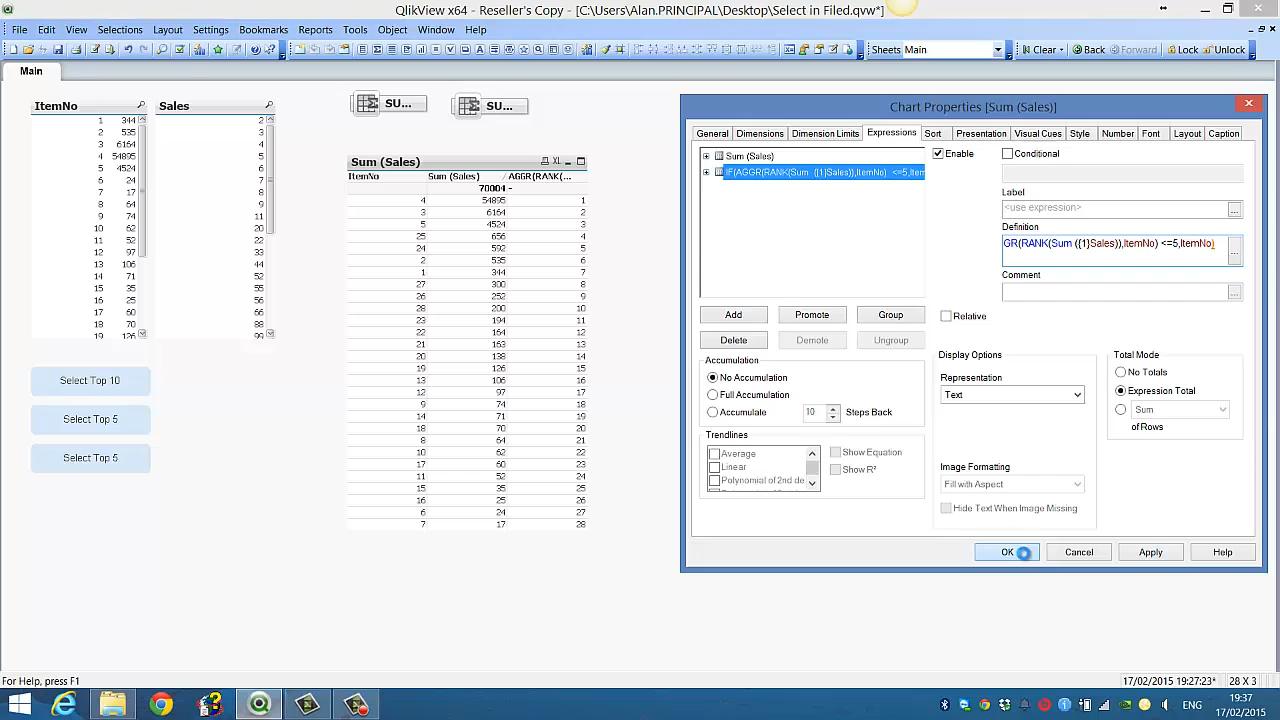 QlikView x64 - Reseller's Copy - [C:\Users\Alan.PRINCIPAL\Desktop\Select in Filed.qvw*]
File Edit View Selections Layout Settings Bookmarks Reports Tools Object Window Help
Sheets Main Clear Back Forward Lock Unlock
Main
ItemNo
1 344
2 535
3 6164
4 54895
5 4524
6 24
7 17
8 64
9 74
10 62
11 52
12 97
13 106
14 71
15 35
16 25
17 60
18 70
19 126
Sales
2
3
4
5
6
7
8
9
11
20
22
33
44
52
55
56
66
88
99
Select Top 10
Select Top 5
Select Top 5
SU...
SU...
Sum (Sales)
XL
ItemNo Sum (Sales) AGGR(RANK(...
70004 -
4 54895 1
3 6164 2
5 4524 3
25 656 4
24 592 5
2 535 6
1 344 7
27 300 8
26 252 9
28 200 10
23 194 11
22 164 12
21 163 13
20 138 14
19 126 15
13 106 16
12 97 17
9 74 18
14 71 19
18 70 20
8 64 21
10 62 22
17 60 23
11 52 24
15 35 25
16 25 26
6 24 27
7 17 28
Chart Properties [Sum (Sales)]
General Dimensions Dimension Limits Expressions Sort Presentation Visual Cues Style Number Font Layout Caption
Sum (Sales)
IF(AGGR(RANK(Sum ({1}Sales)),ItemNo) <=5,Item
Add Promote Group
Delete Demote Ungroup
Accumulation
No Accumulation
Full Accumulation
Accumulate 10 Steps Back
Trendlines
Average
Linear
Polynomial of 2nd de
Show Equation
Show R²
Enable
Conditional
Label
<use expression>
...
Definition
GR(RANK(Sum ({1}Sales)),ItemNo) <=5,ItemNo)
...
Comment
...
Relative
Display Options
Representation
Text
Image Formatting
Fill with Aspect
Hide Text When Image Missing
Total Mode
No Totals
Expression Total
Sum
of Rows
OK Cancel Apply Help
For Help, press F1
17/02/2015 19:27:23* 28 X 3
ENG
19:37
17/02/2015